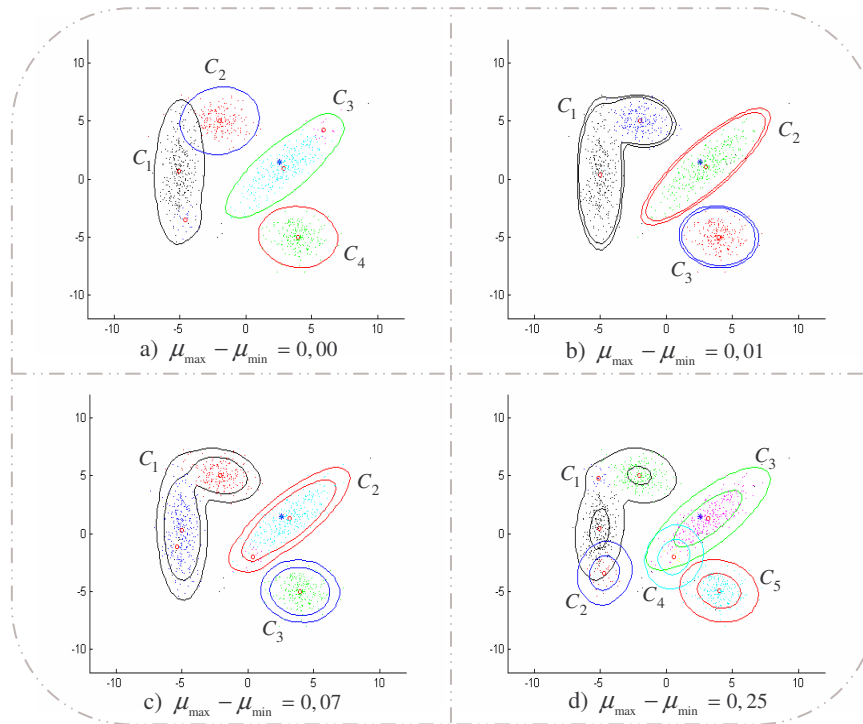 10
5
0
-5
-10
-10 -5 0 5 10
C₁
C₂
C₃
C₄
a) μmax − μmin = 0,00
10
5
0
-5
-10
-10 -5 0 5 10
C₁
C₂
C₃
b) μmax − μmin = 0,01
10
5
0
-5
-10
-10 -5 0 5 10
C₁
C₂
C₃
c) μmax − μmin = 0,07
10
5
0
-5
-10
-10 -5 0 5 10
C₁
C₃
C₂
C₄
C₅
d) μmax − μmin = 0,25